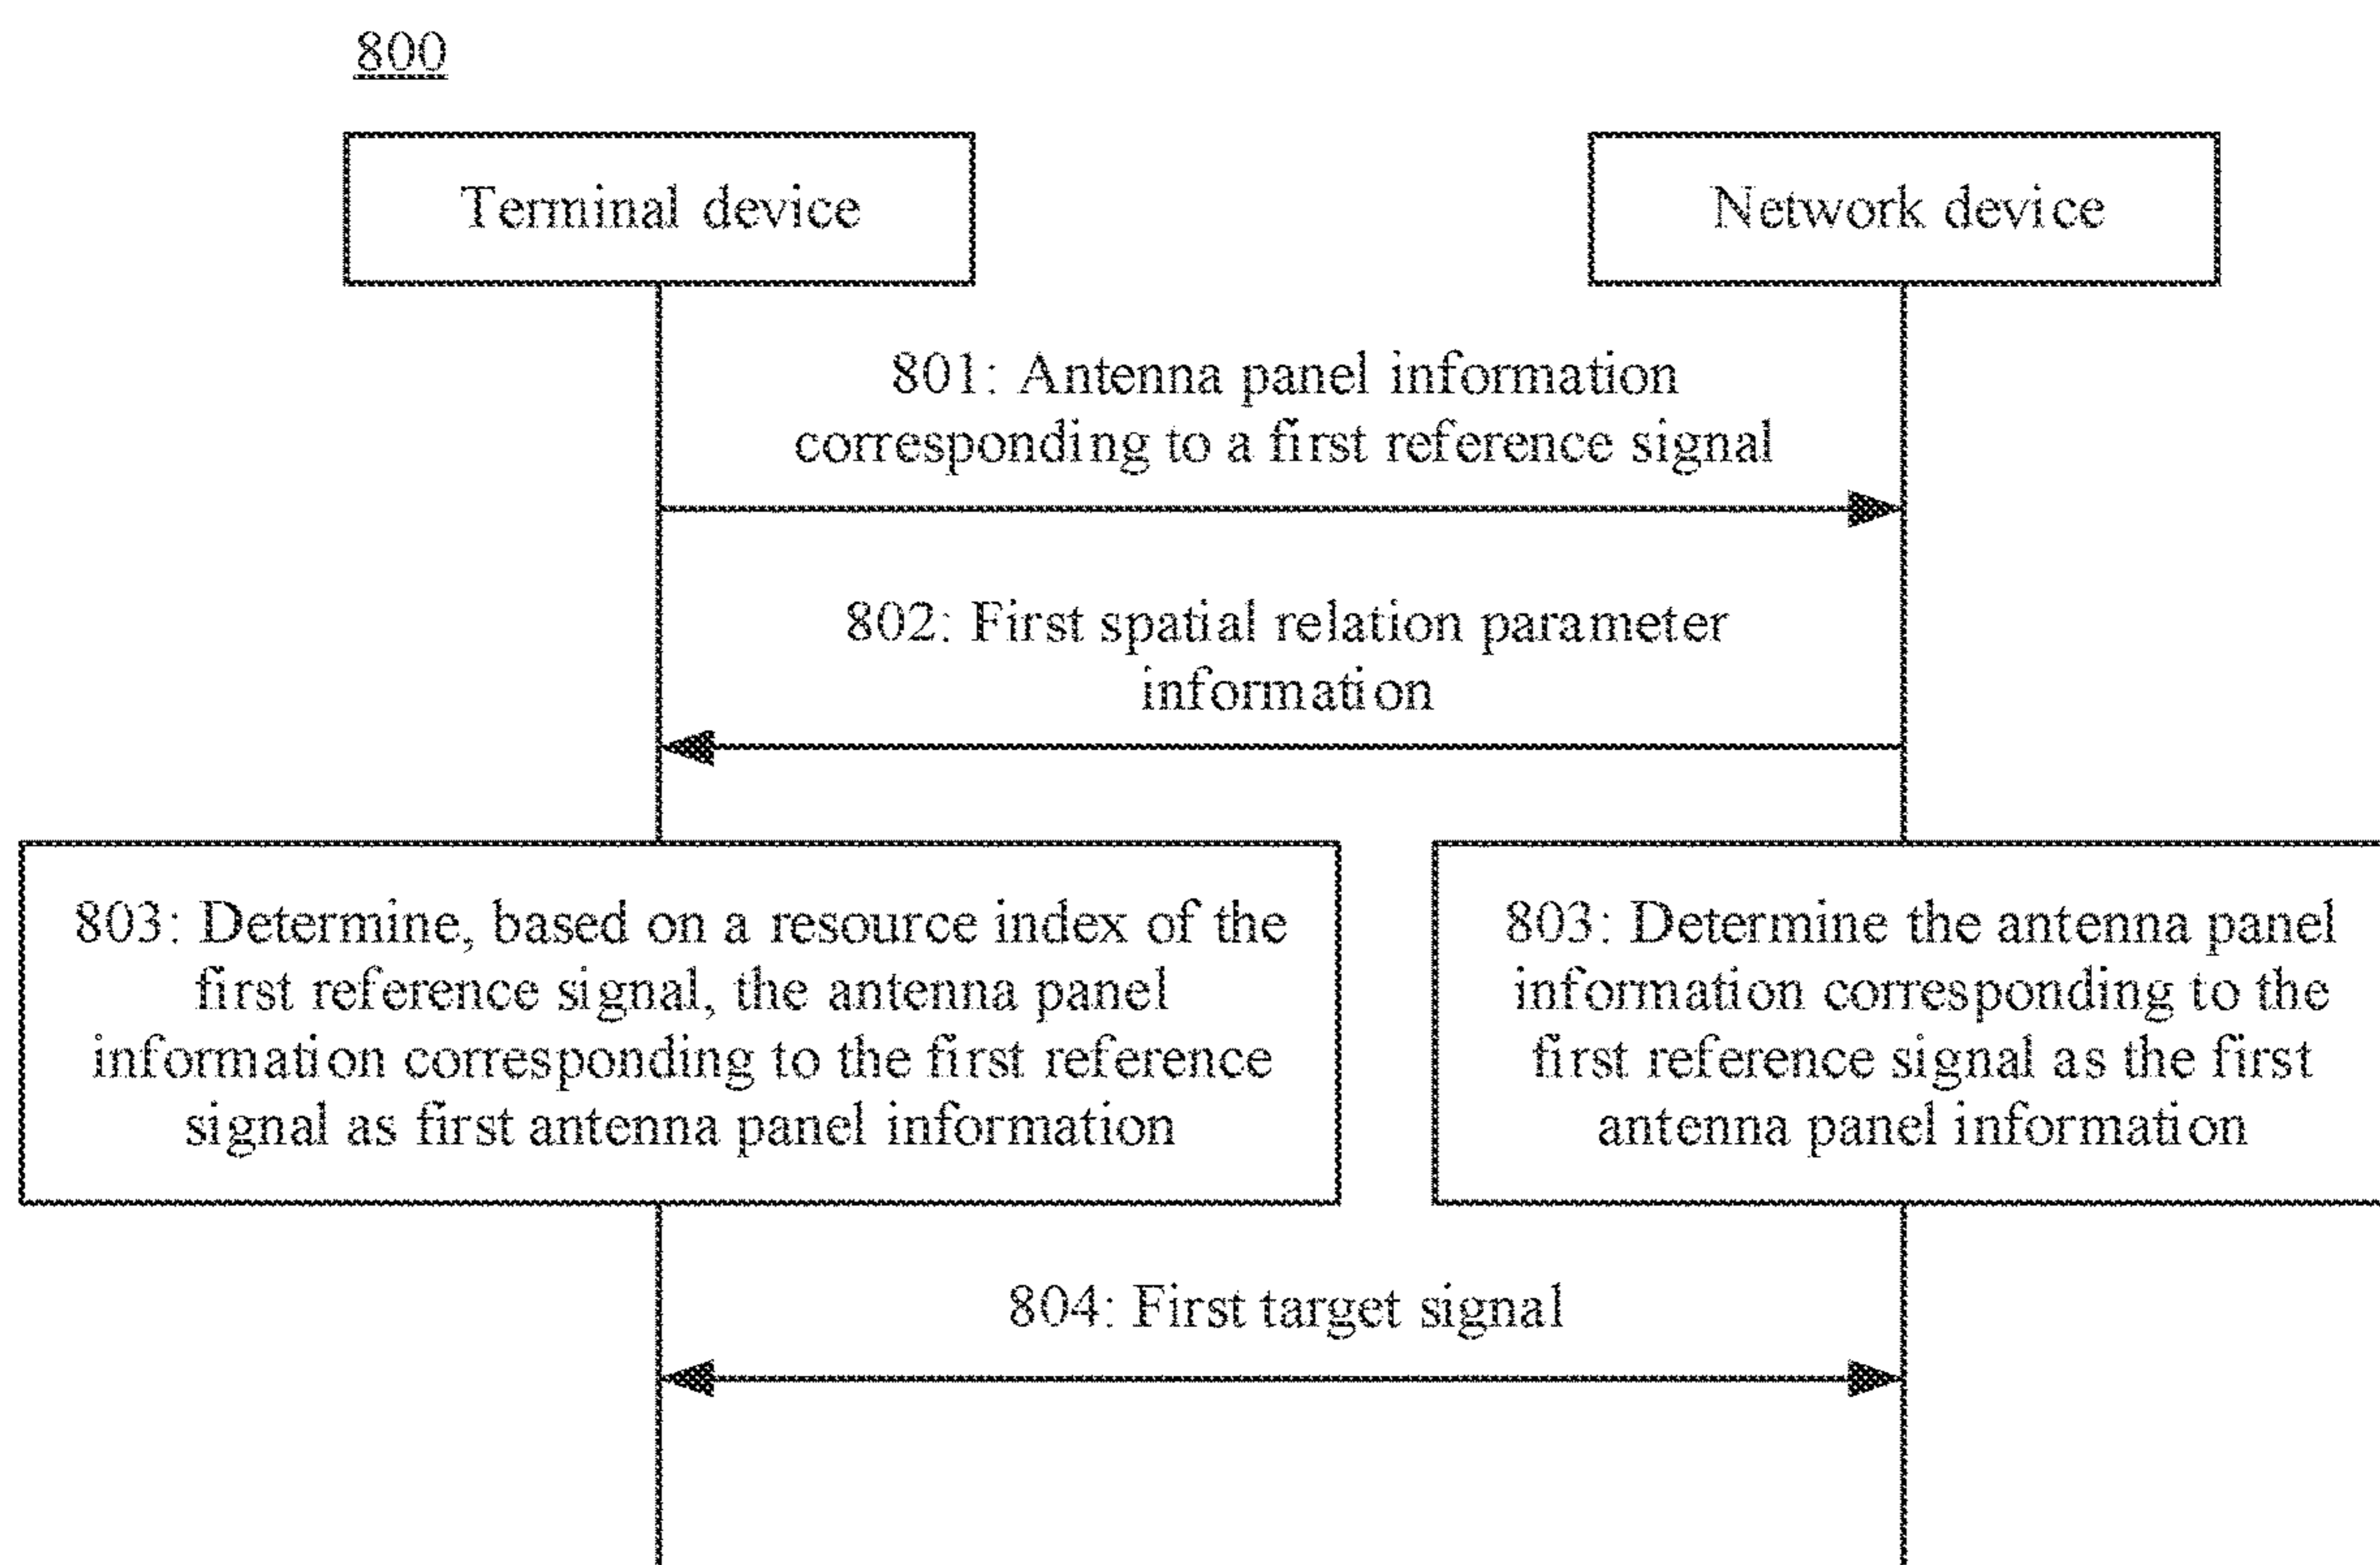 800
Terminal device
Network device
801: Antenna panel information
corresponding to a first reference signal
802: First spatial relation parameter
information
803: Determine, based on a resource index of the
first reference signal, the antenna panel
information corresponding to the first reference
signal as first antenna panel information
803: Determine the antenna panel
information corresponding to the
first reference signal as the first
antenna panel information
804: First target signal